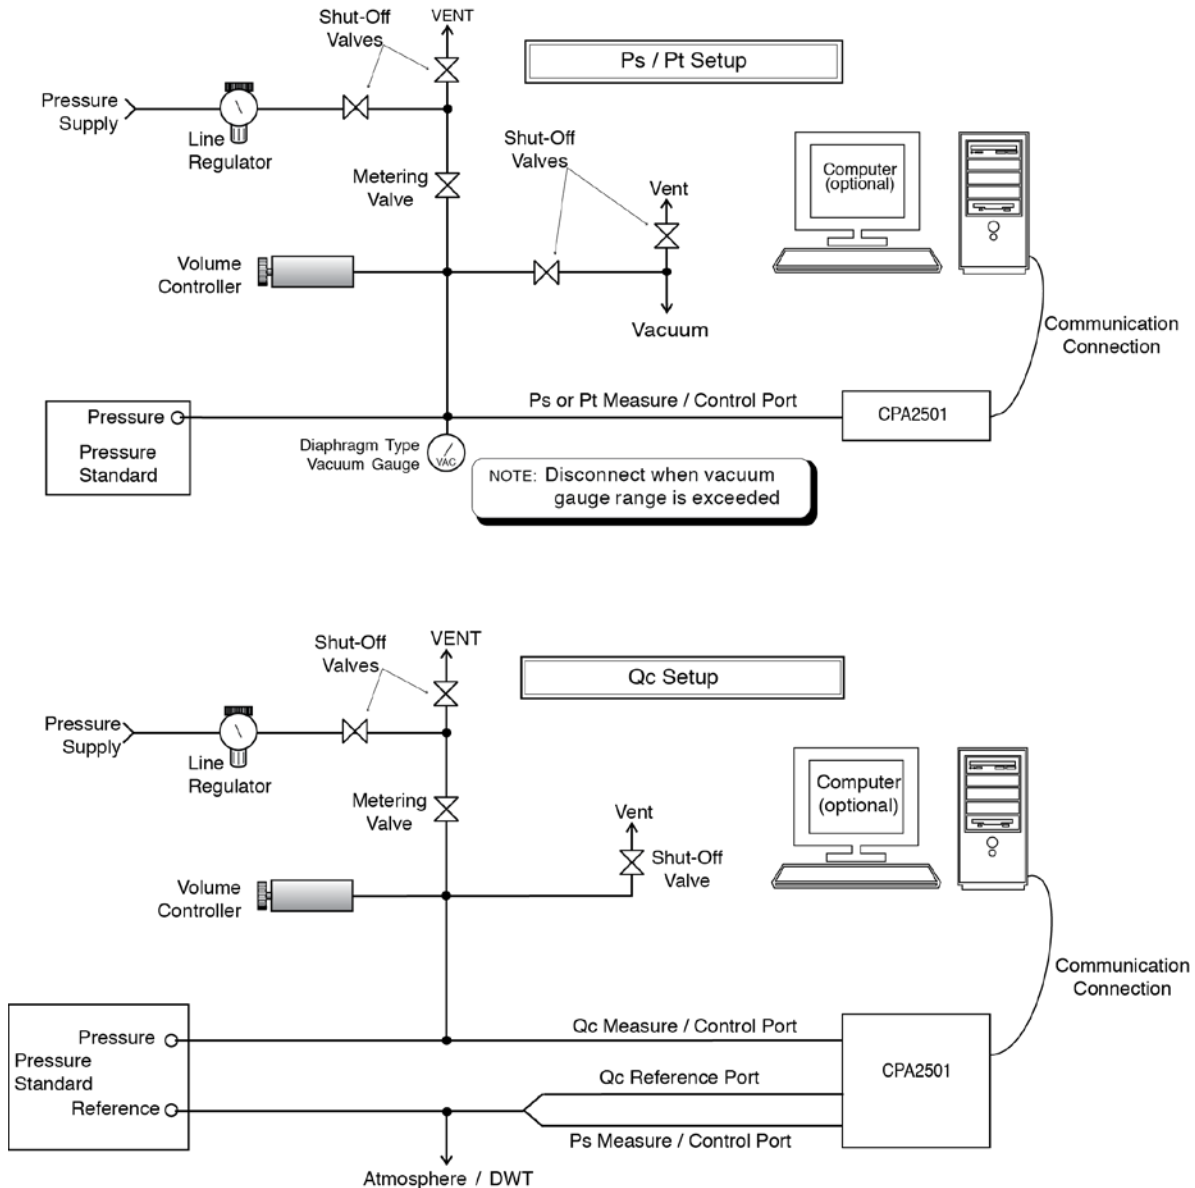 Shut-Off
Valves
VENT
Ps / Pt Setup
Pressure
Supply
Line
Regulator
Shut-Off
Valves
Metering
Valve
Vent
Computer
(optional)
Volume
Controller
Vacuum
Communication
Connection
Ps or Pt Measure / Control Port
CPA2501
Pressure
Pressure
Standard
Diaphragm Type
Vacuum Gauge
VAC
NOTE: Disconnect when vacuum
gauge range is exceeded
Shut-Off
Valves
VENT
Qc Setup
Pressure
Supply
Line
Regulator
Metering
Valve
Vent
Shut-Off
Valve
Computer
(optional)
Volume
Controller
Communication
Connection
Pressure
Pressure
Standard
Reference
Qc Measure / Control Port
Qc Reference Port
Ps Measure / Control Port
CPA2501
Atmosphere / DWT